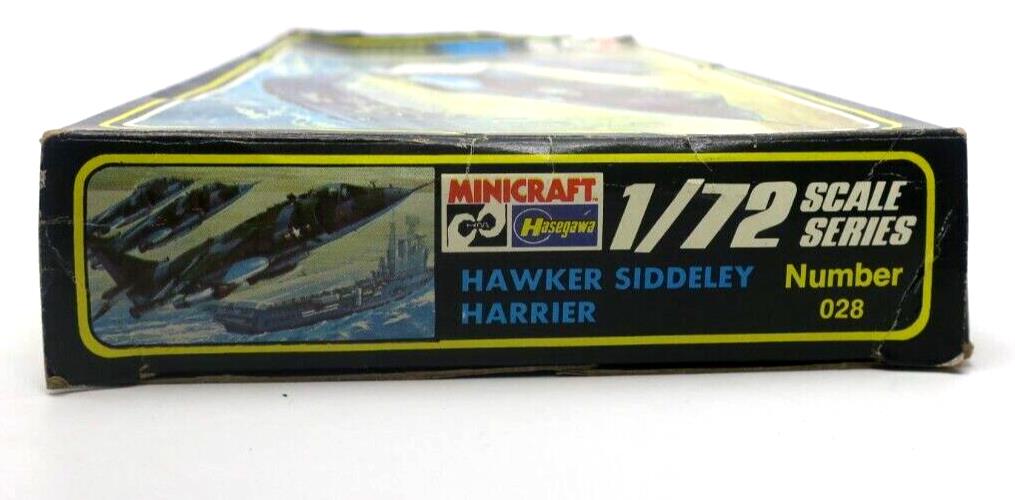 MINICRAFT
Hasegawa
1/72 SCALE SERIES
HAWKER SIDDELEY
HARRIER
Number
028